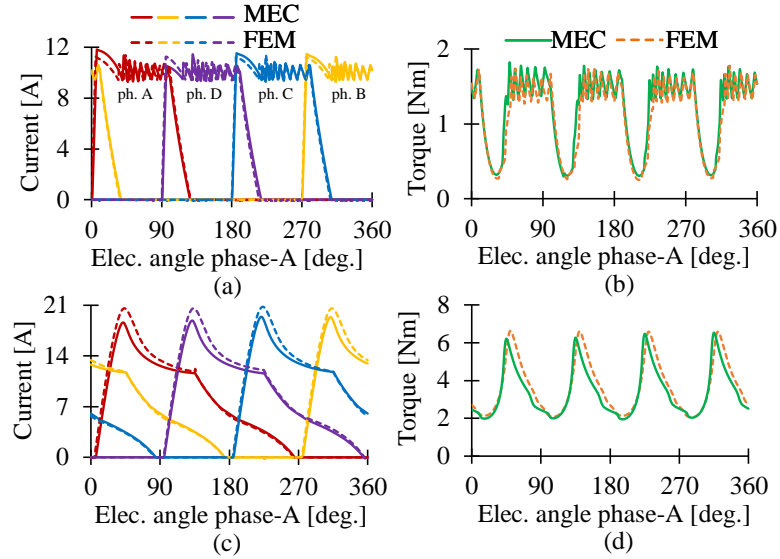 MEC
FEM
12
8
4
0
Current [A]
ph. A
ph. D
ph. C
ph. B
0 90 180 270 360
Elec. angle phase-A [deg.]
(a)
MEC FEM
2
1
0
Torque [Nm]
0 90 180 270 360
Elec. angle phase-A [deg.]
(b)
21
14
7
0
Current [A]
0 90 180 270 360
Elec. angle phase-A [deg.]
(c)
8
6
4
2
0
Torque [Nm]
0 90 180 270 360
Elec. angle phase-A [deg.]
(d)